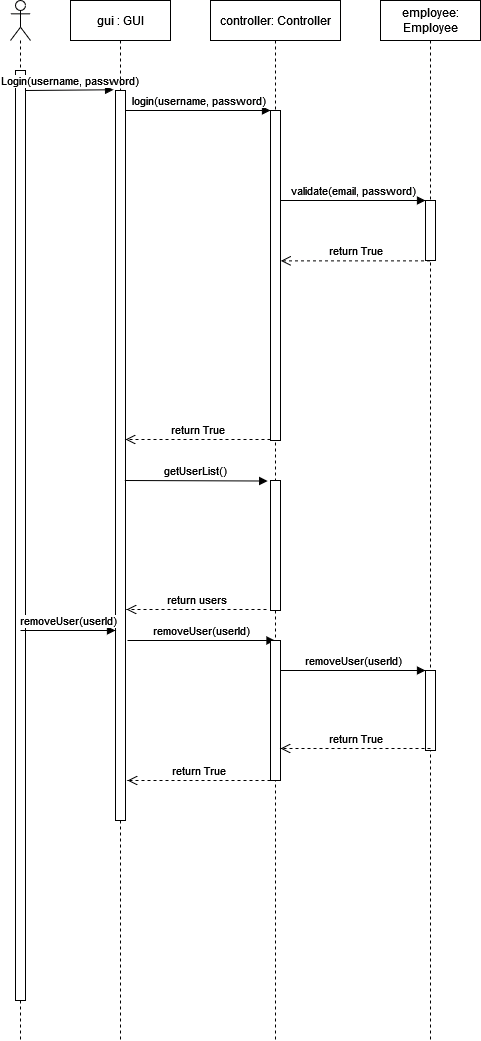 gui : GUI
controller: Controller
employee:
Employee
Login(username, password)
login(username, password)
validate(email, password)
return True
return True
getUserList()
return users
removeUser(userId)
removeUser(userId)
removeUser(userId)
return True
return True